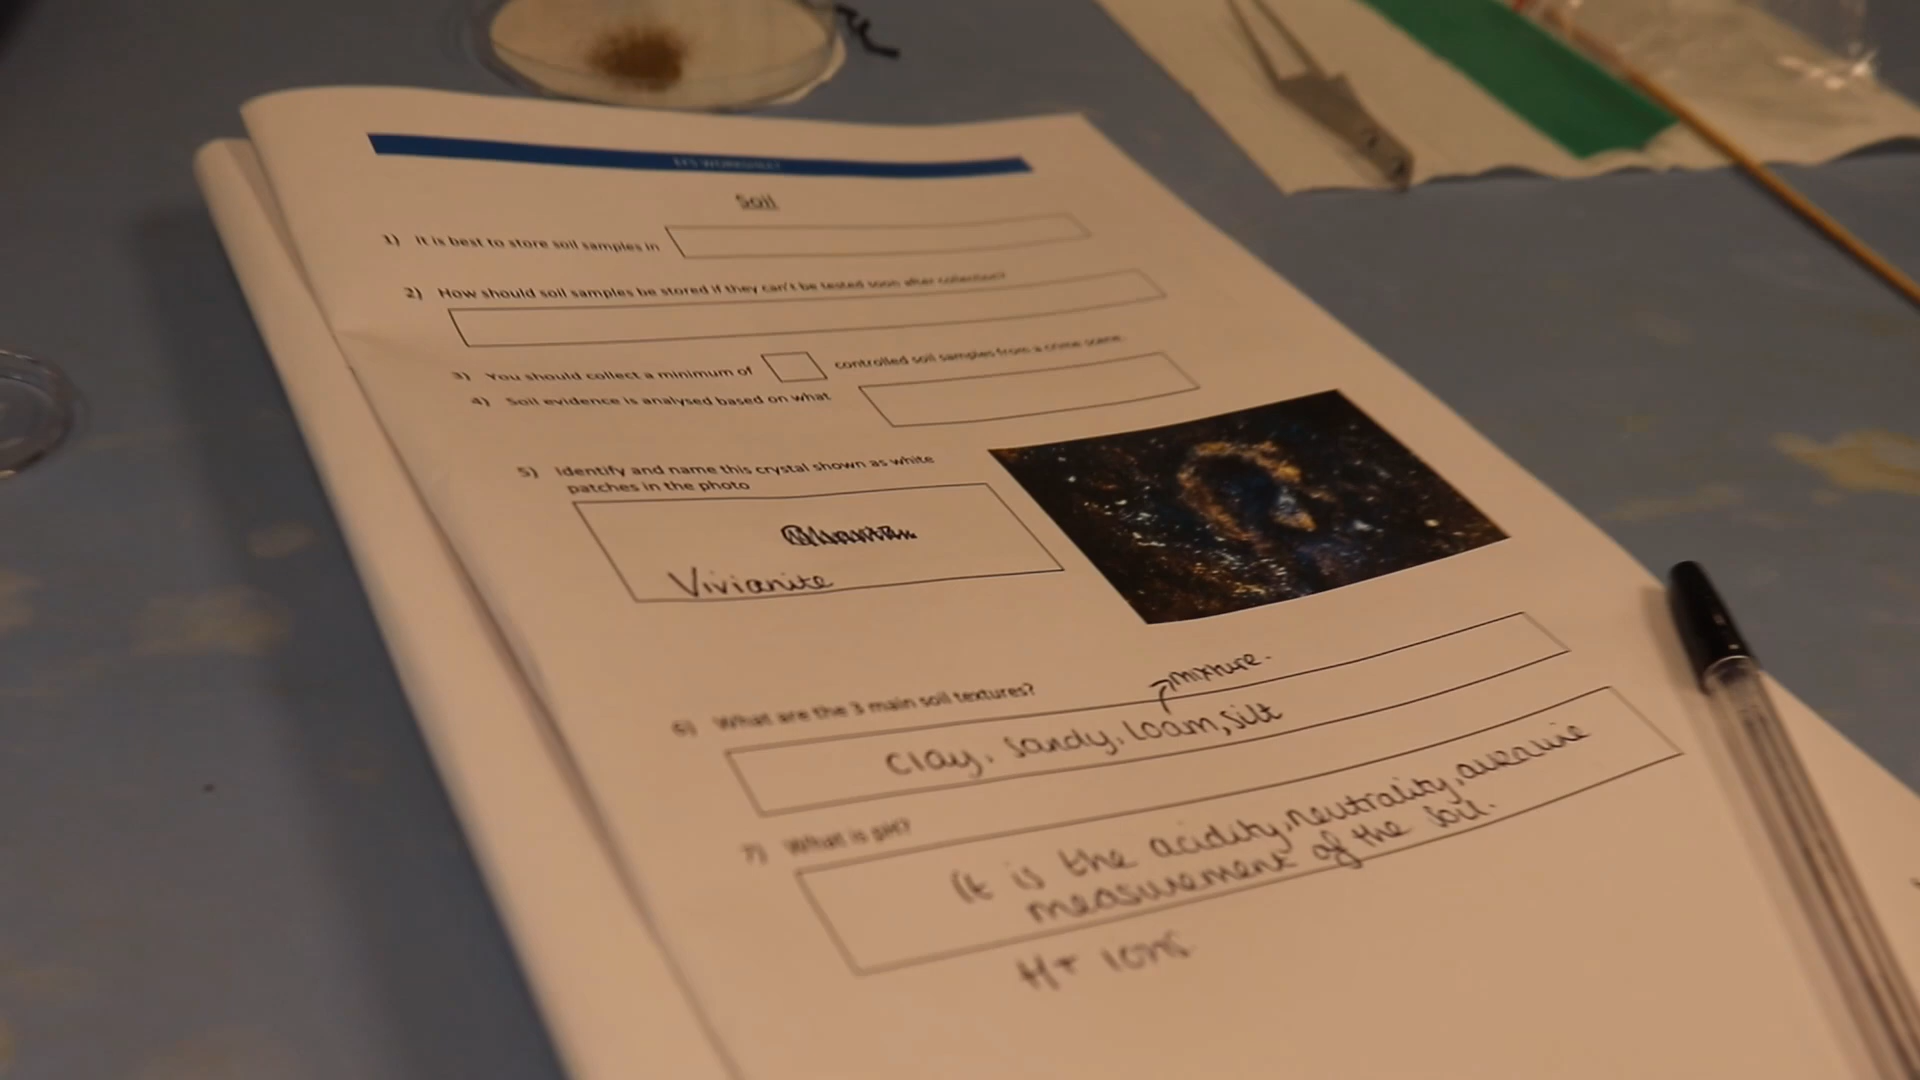 Soil
1) It is best to store soil samples in
2) How should soil samples be stored if they can't be tested soon after collection?
3) You should collect a minimum of controlled soil samples from a crime scene
4) Soil evidence is analysed based on what
5) Identify and name this crystal shown as white
patches in the photo
Vivianite
6) What are the 3 main soil textures?
mixture.
clay, sandy, loam, silt
7) What is pH?
It is the acidity, neutrality, alkaline
measurement of the soil.
H+ ions